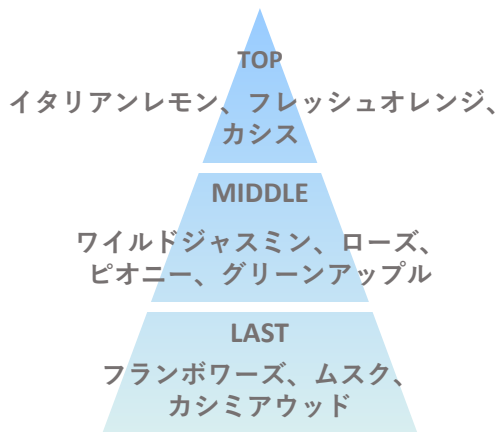 TOP
イタリアンレモン、フレッシュオレンジ、
カシス
MIDDLE
ワイルドジャスミン、ローズ、
ピオニー、グリーンアップル
LAST
フランボワーズ、ムスク、
カシミアウッド